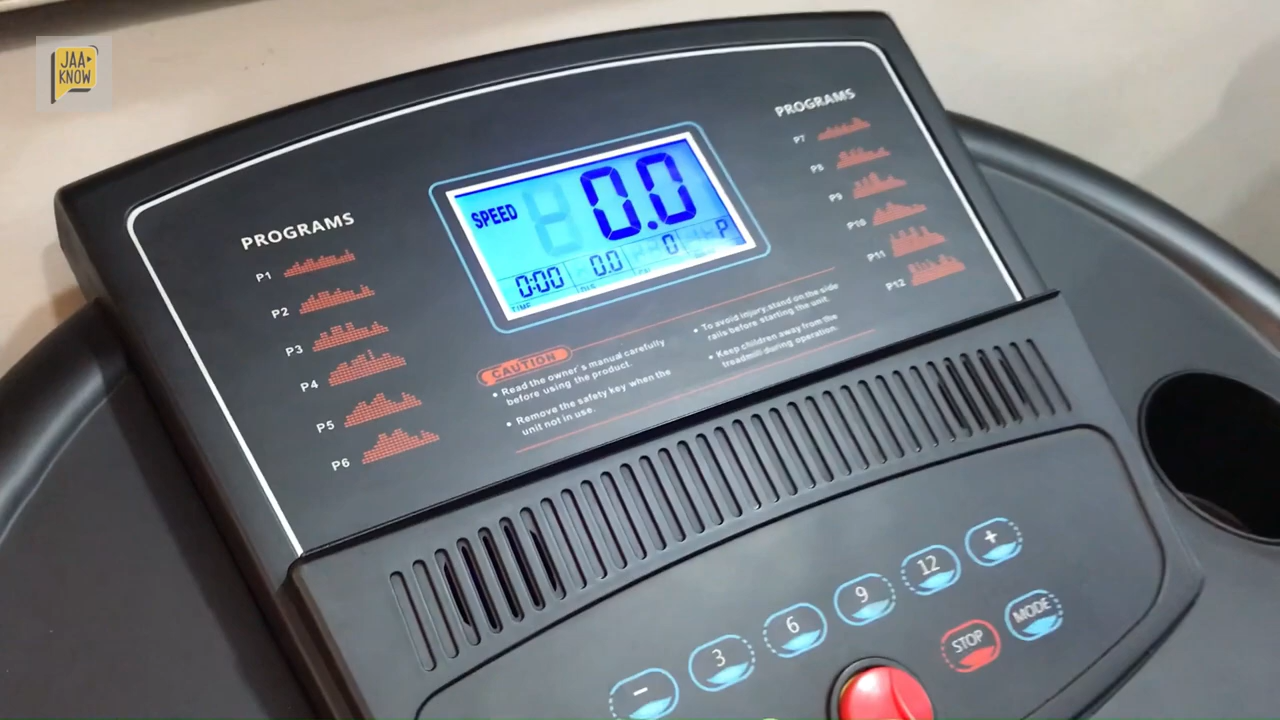 JAA
KNOW
PROGRAMS
P1
P2
P3
P4
P5
P6
SPEED
0.0
0:00
0.0
0
P
TIME
DIS
PROGRAMS
P7
P8
P9
P10
P11
P12
CAUTION
• Read the owner's manual carefully
before using the product.
• Remove the safety key when the
unit not in use.
• To avoid injury,stand on the side
rails before starting the unit.
• Keep children away from the
treadmill during operation.
−
3
6
9
12
+
STOP
MODE